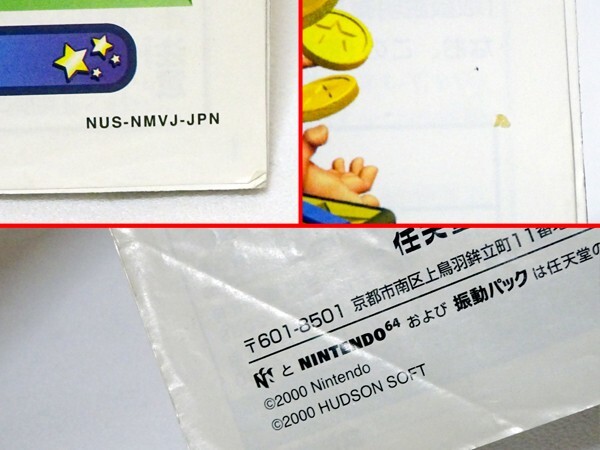 NUS-NMVJ-JPN
任天堂
〒601-8501 京都市南区上鳥羽鉾立町11番地
と NINTENDO64 および 振動パック は任天堂の
©2000 Nintendo
©2000 HUDSON SOFT